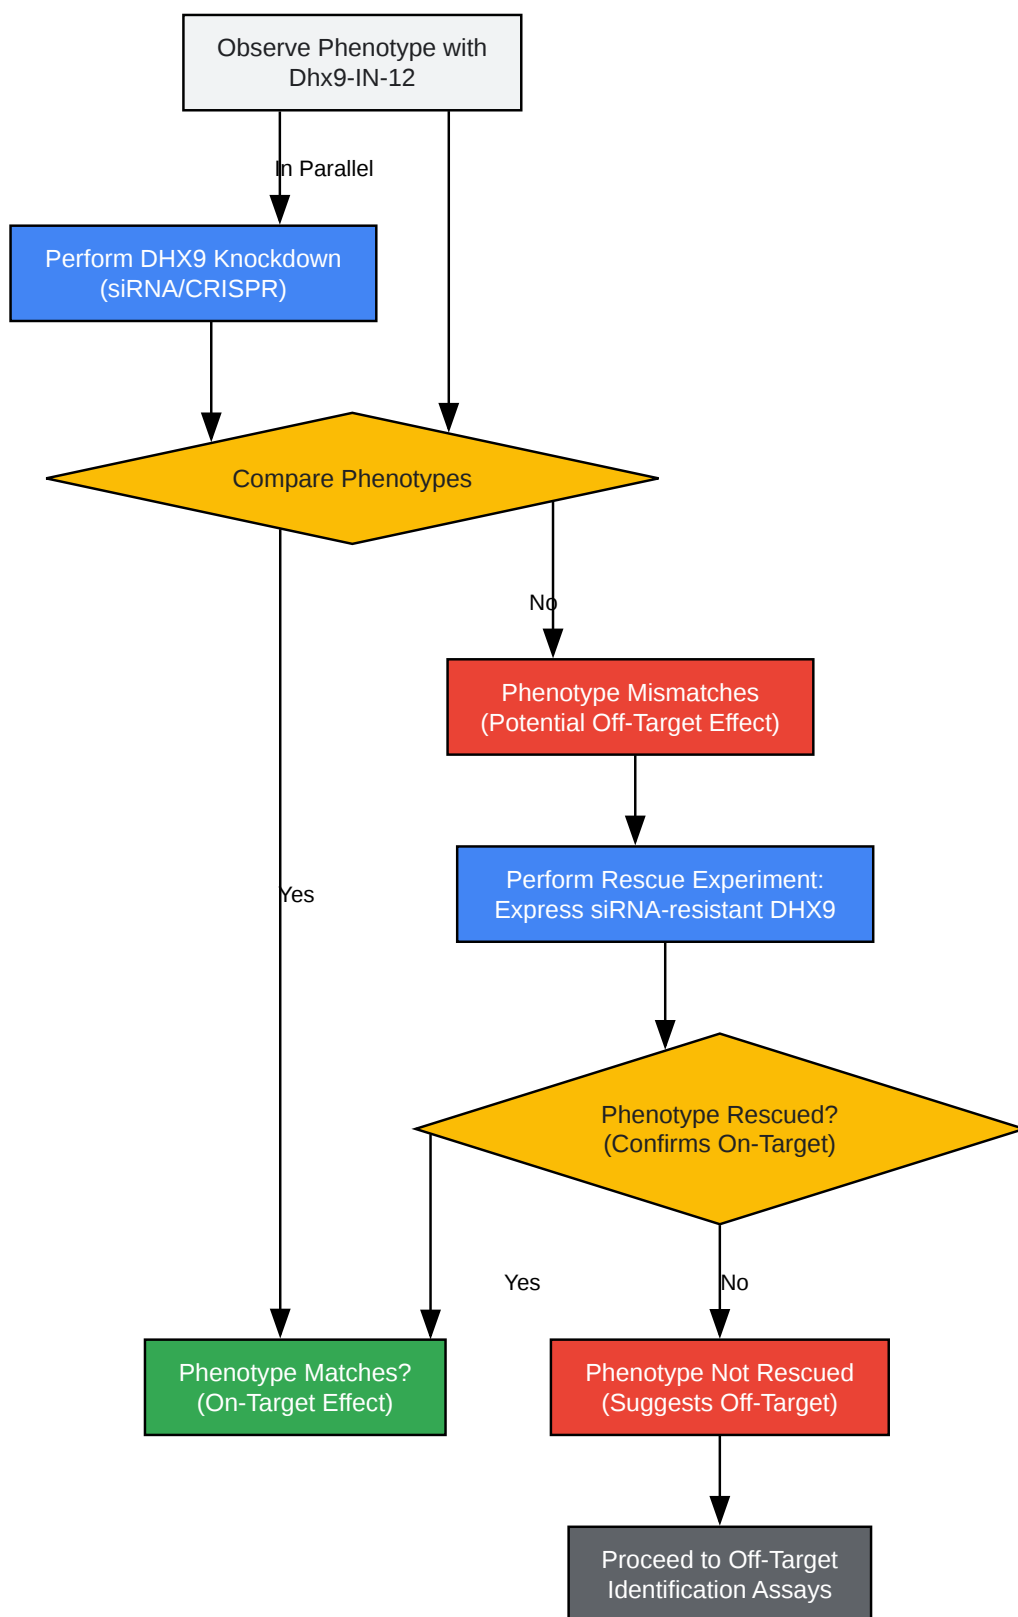 Observe Phenotype with
Dhx9-IN-12
In Parallel
Perform DHX9 Knockdown
(siRNA/CRISPR)
Compare Phenotypes
No
Phenotype Mismatches
(Potential Off-Target Effect)
Perform Rescue Experiment:
Express siRNA-resistant DHX9
Yes
Phenotype Rescued?
(Confirms On-Target)
Yes
No
Phenotype Matches?
(On-Target Effect)
Phenotype Not Rescued
(Suggests Off-Target)
Proceed to Off-Target
Identification Assays